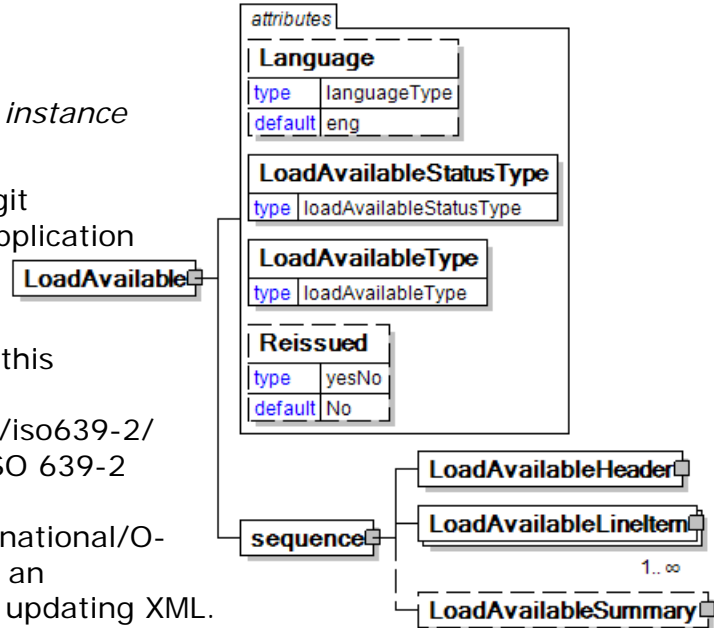 instance
git
pplication
this
/iso639-2/
SO 639-2
national/O-
an
updating XML.
LoadAvailable
attributes
Language
type languageType
default eng
LoadAvailableStatusType
type loadAvailableStatusType
LoadAvailableType
type loadAvailableType
Reissued
type yesNo
default No
sequence
LoadAvailableHeader
LoadAvailableLineItem
1..∞
LoadAvailableSummary